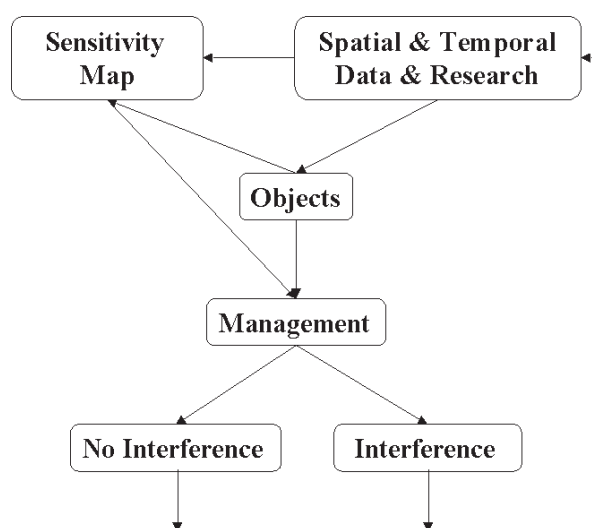 Sensitivity
Map
Spatial & Temporal
Data & Research
Objects
Management
No Interference
Interference